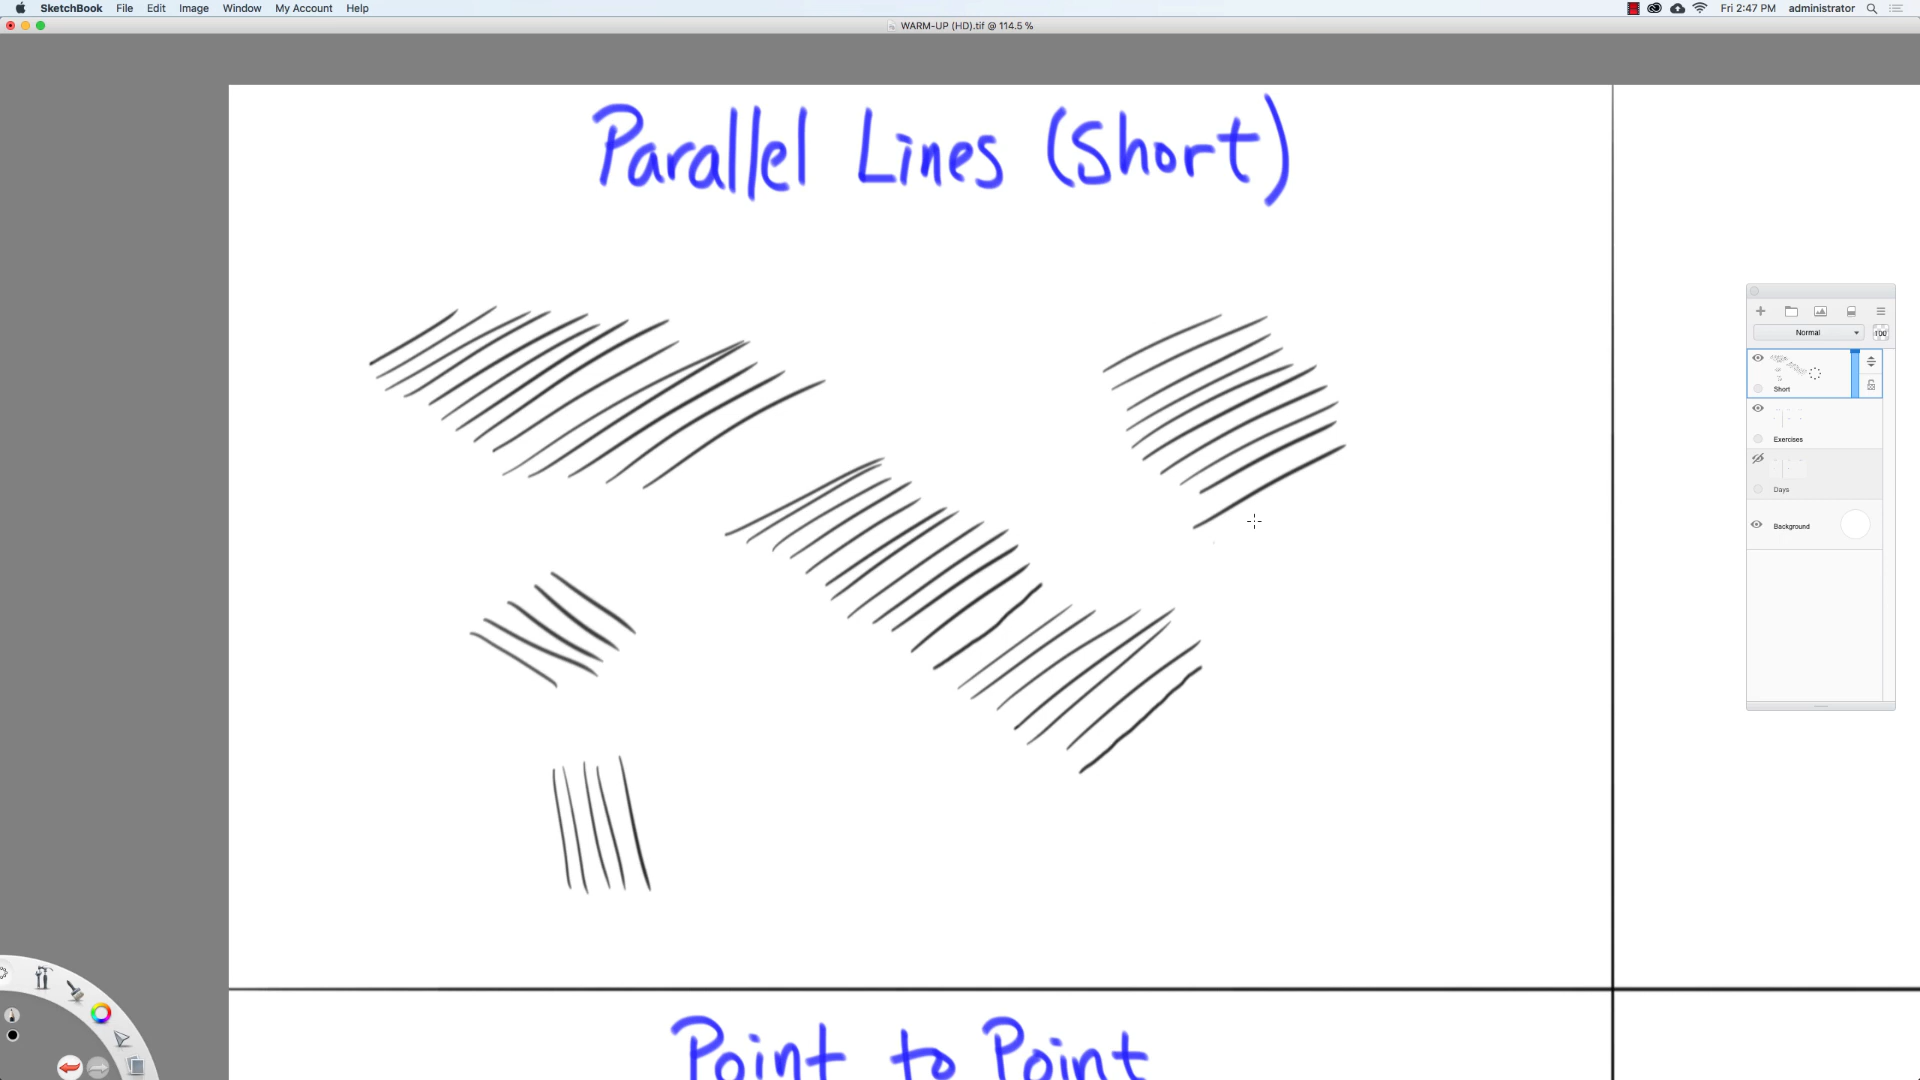 SketchBook File Edit Image Window My Account Help Fri 2:47 PM administrator
WARM-UP (HD).tif @ 114.5 %
Parallel Lines (Short)
Normal 100
Short
Exercises
Days
Background
Point to Point